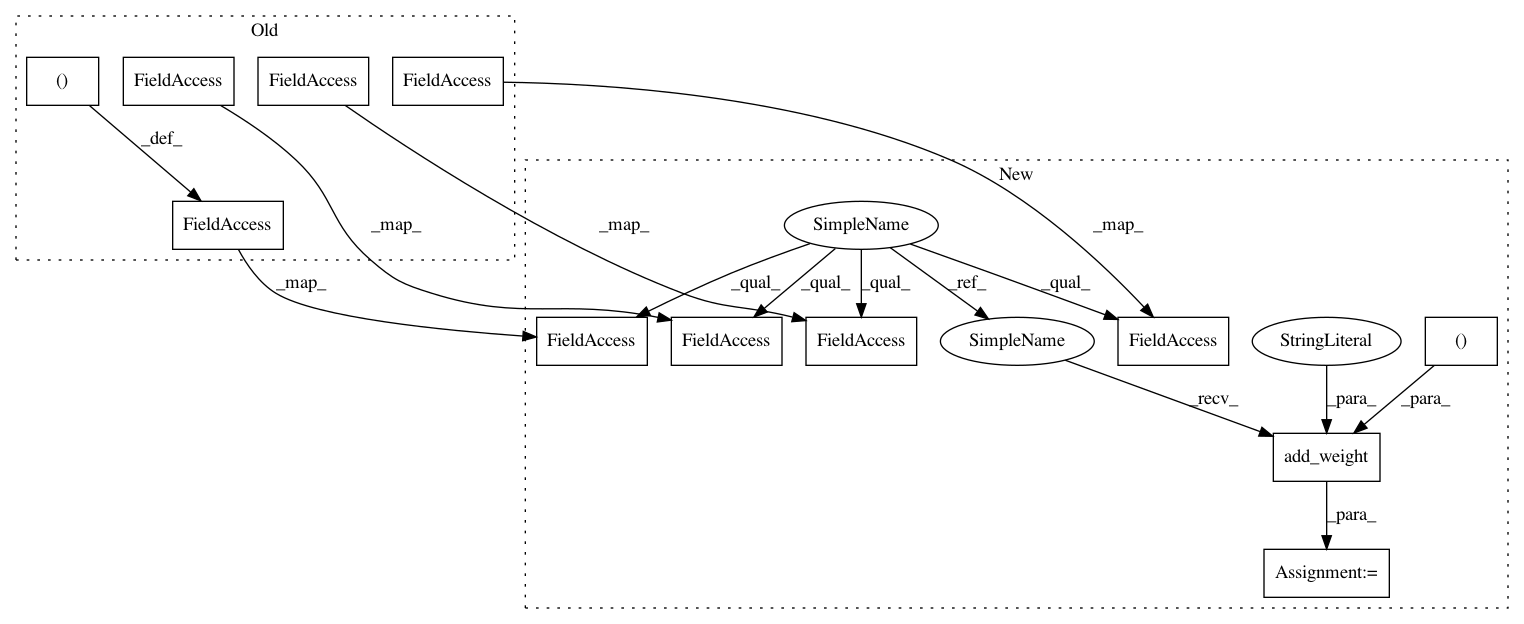 Old
()
FieldAccess
FieldAccess
FieldAccess
_def_
New
FieldAccess
SimpleName
_map_
_map_
_map_
_map_
_qual_
_qual_
_qual_
_ref_
_qual_
FieldAccess
FieldAccess
FieldAccess
SimpleName
FieldAccess
StringLiteral
()
_recv_
_para_
_para_
add_weight
_para_
Assignment:=